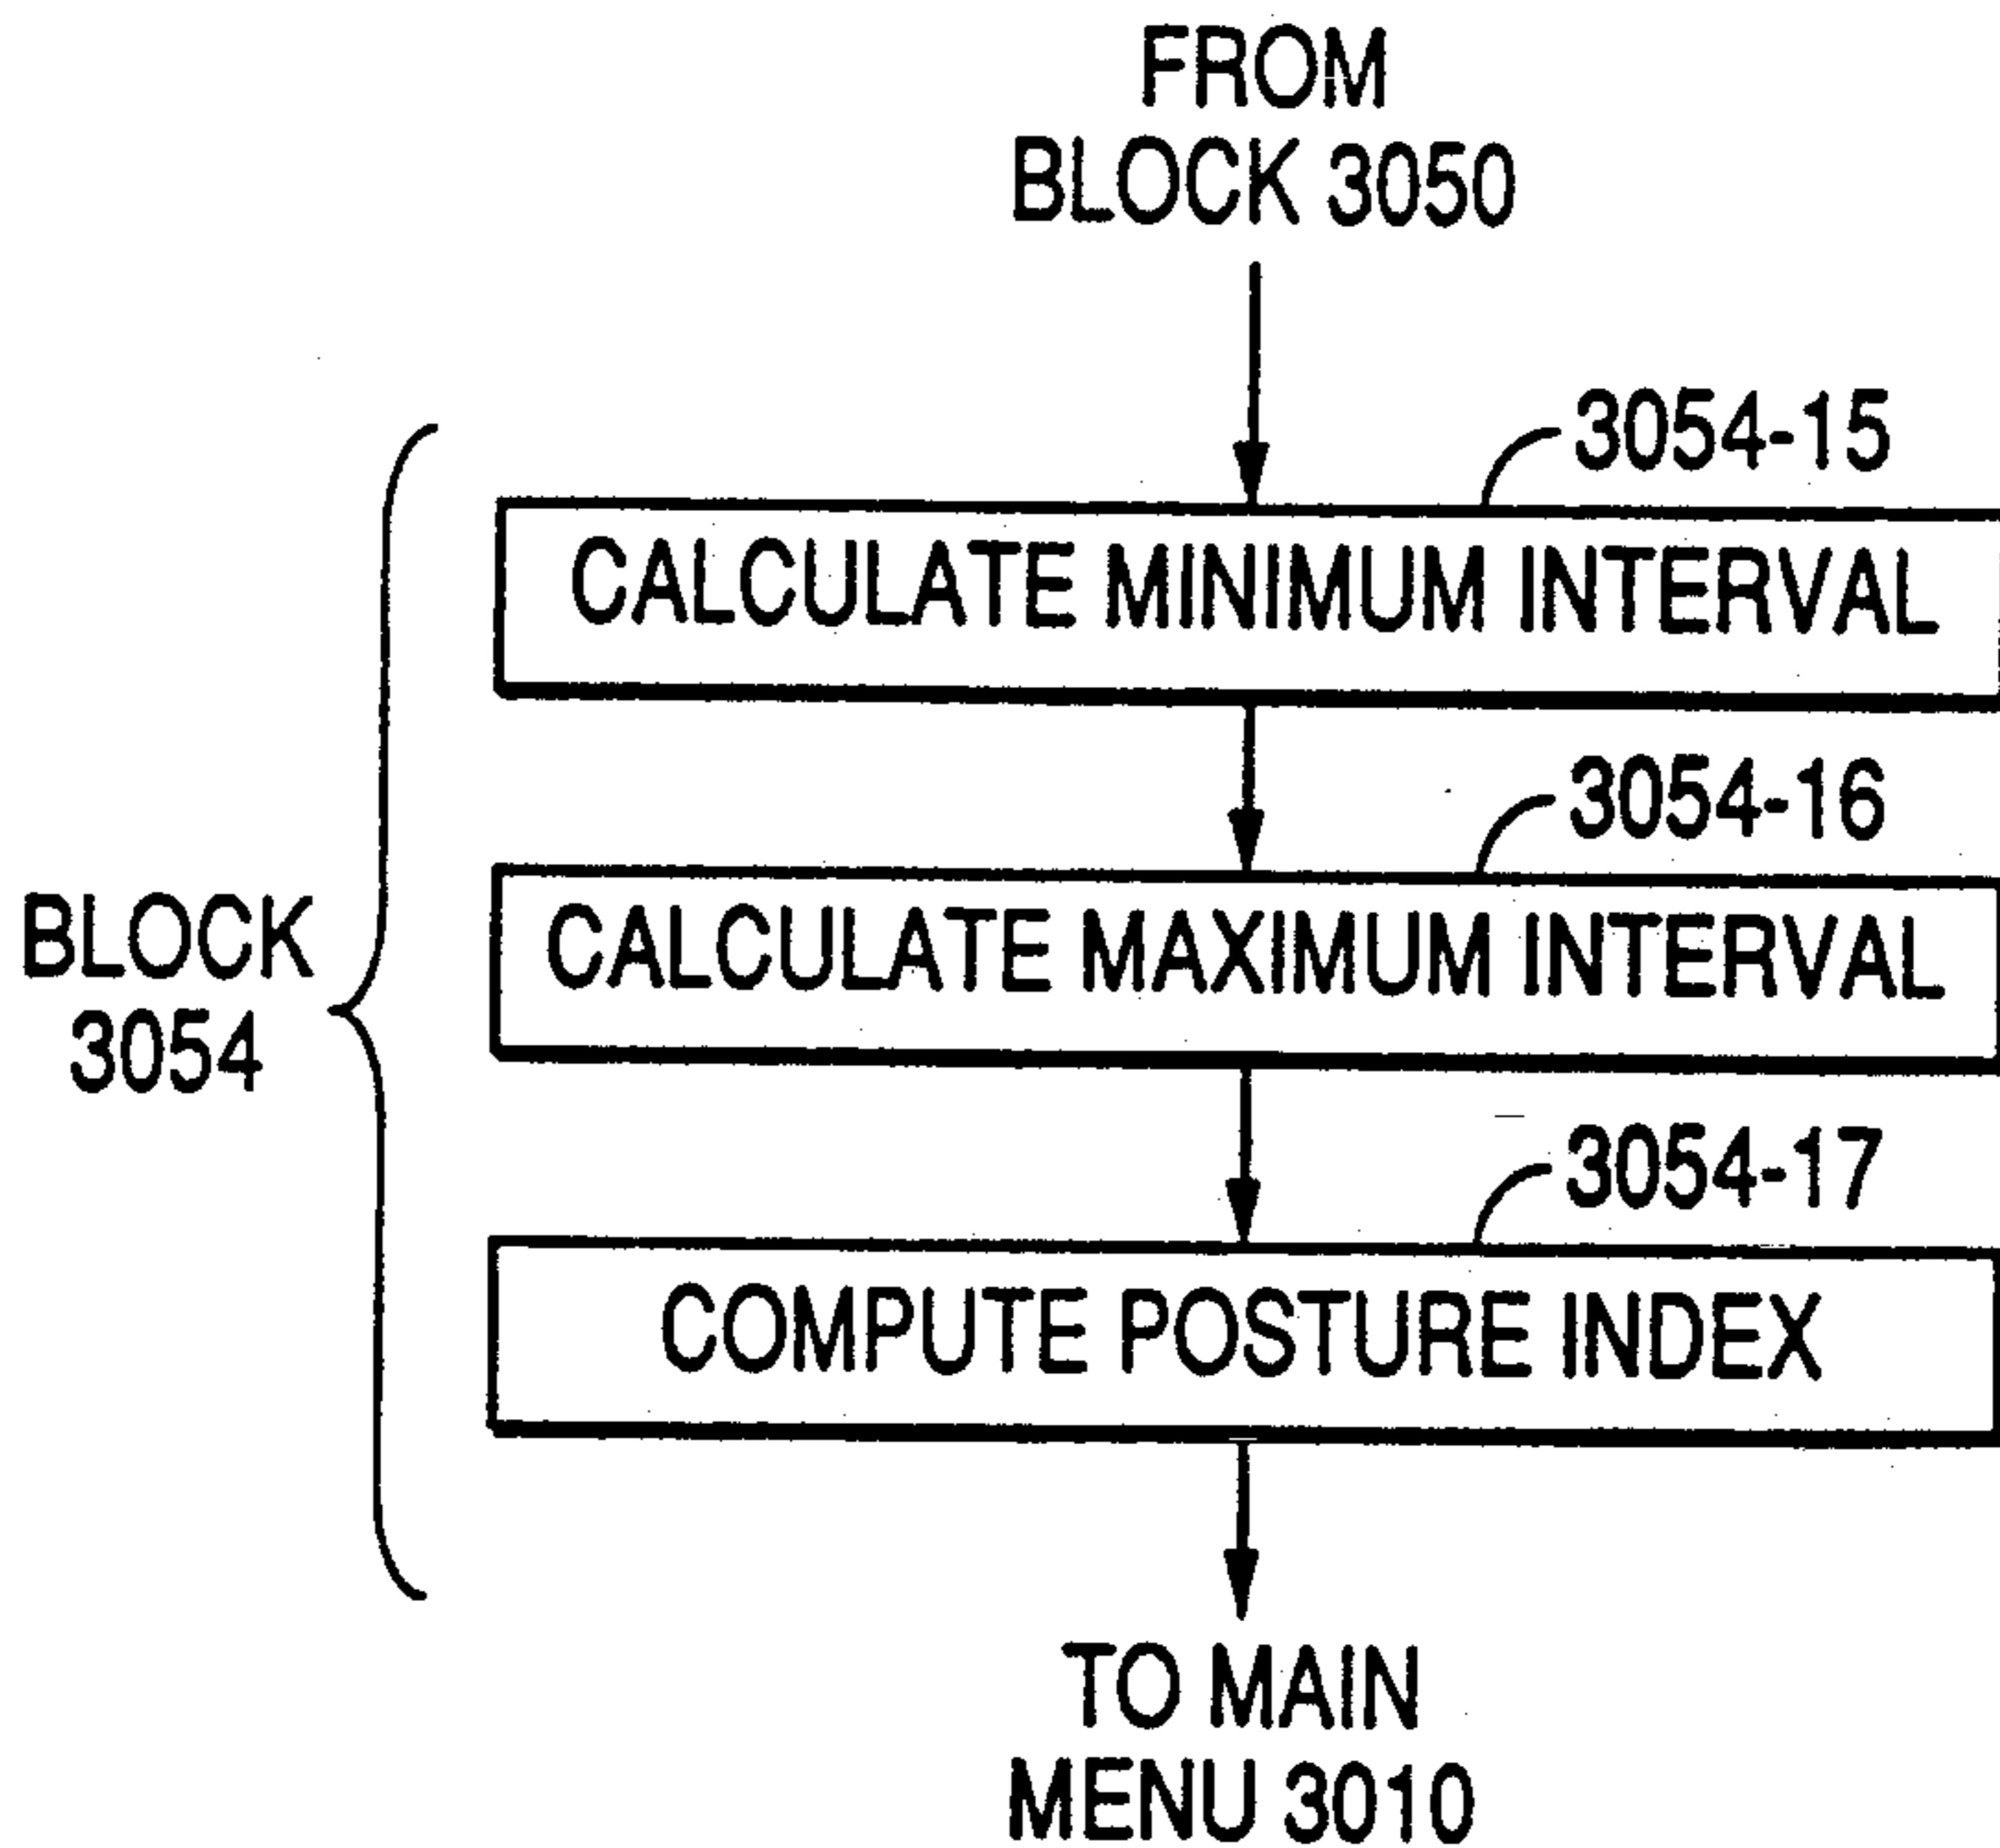 FROM
BLOCK 3050
3054-15
CALCULATE MINIMUM INTERVAL
3054-16
CALCULATE MAXIMUM INTERVAL
BLOCK
3054
3054-17
COMPUTE POSTURE INDEX
TO MAIN
MENU 3010